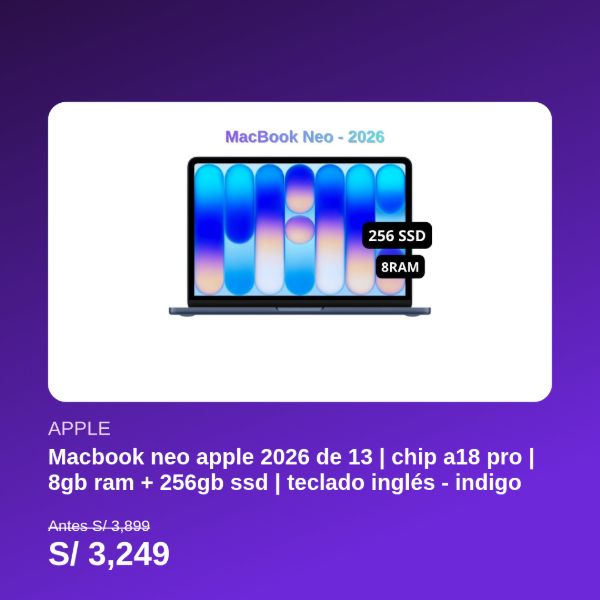 MacBook Neo - 2026
256 SSD
8RAM
APPLE
Macbook neo apple 2026 de 13 | chip a18 pro |
8gb ram + 256gb ssd | teclado inglés - indigo
Antes S/ 3,899
S/ 3,249